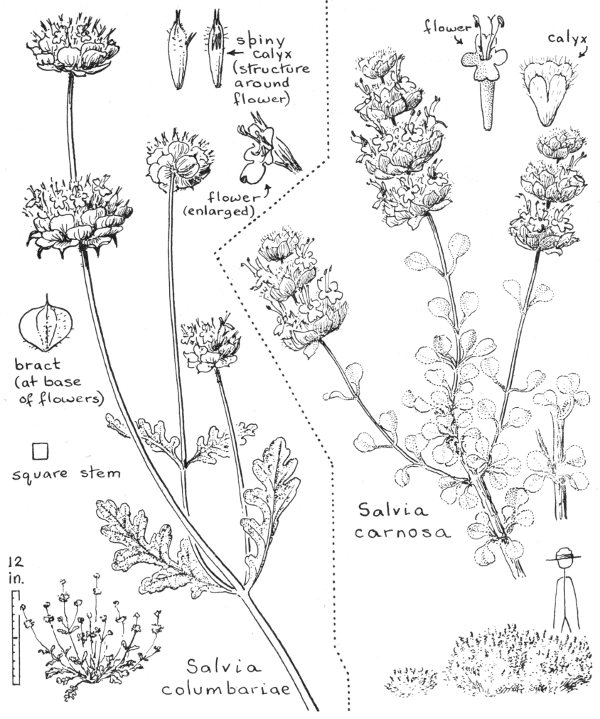 spiny
calyx
(structure
around
flower)
flower
(enlarged)
bract
(at base
of flowers)
square stem
12
in.
Salvia
columbariae
flower
calyx
Salvia
carnosa